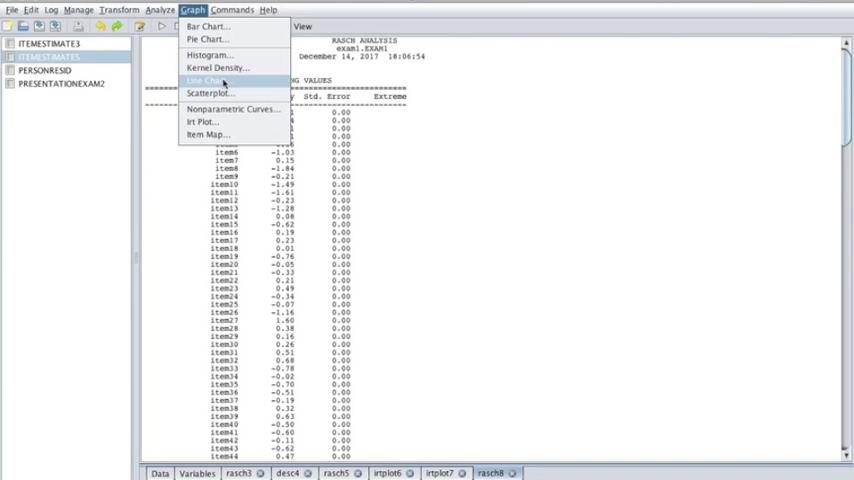 File Edit Log Manage Transform Analyze Graph Commands Help
View
ITEMESTIMATE3
ITEMESTIMATE5
PERSONRESID
PRESENTATIONEXAM2
Bar Chart...
Pie Chart...
Histogram...
Kernel Density...
Line
Scatterplot...
Nonparametric Curves...
Irt Plot...
Item Map...
RASCH ANALYSIS
exam1.EXAM1
December 14, 2017 18:06:54
VALUES
Std. Error Extreme
0.00
0.00
0.00
0.00
0.00
item6 -1.03 0.00
item7 0.15 0.00
item8 -1.84 0.00
item9 -0.21 0.00
item10 -1.49 0.00
item11 -1.61 0.00
item12 -0.23 0.00
item13 -1.28 0.00
item14 0.08 0.00
item15 -0.62 0.00
item16 0.19 0.00
item17 0.23 0.00
item18 0.01 0.00
item19 -0.76 0.00
item20 -0.05 0.00
item21 -0.33 0.00
item22 0.21 0.00
item23 0.49 0.00
item24 -0.34 0.00
item25 -0.07 0.00
item26 -1.16 0.00
item27 1.60 0.00
item28 0.38 0.00
item29 0.16 0.00
item30 0.26 0.00
item31 0.51 0.00
item32 0.68 0.00
item33 -0.78 0.00
item34 -0.02 0.00
item35 -0.70 0.00
item36 -0.51 0.00
item37 -0.19 0.00
item38 0.32 0.00
item39 0.63 0.00
item40 -0.50 0.00
item41 -0.60 0.00
item42 -0.11 0.00
item43 -0.62 0.00
item44 0.47 0.00
Data Variables rasch3 desc4 rasch5 irtplot6 irtplot7 rasch8